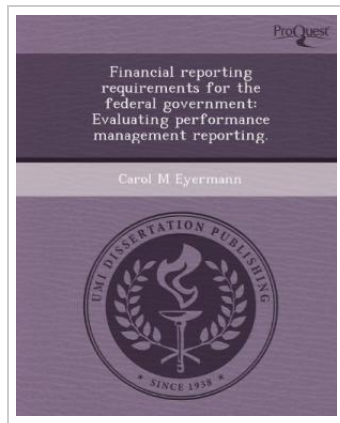 ProQuest
Financial reporting
requirements for the
federal government:
Evaluating performance
management reporting.
Carol M Eyermann
UMI DISSERTATION PUBLISHING
• SINCE 1938 •